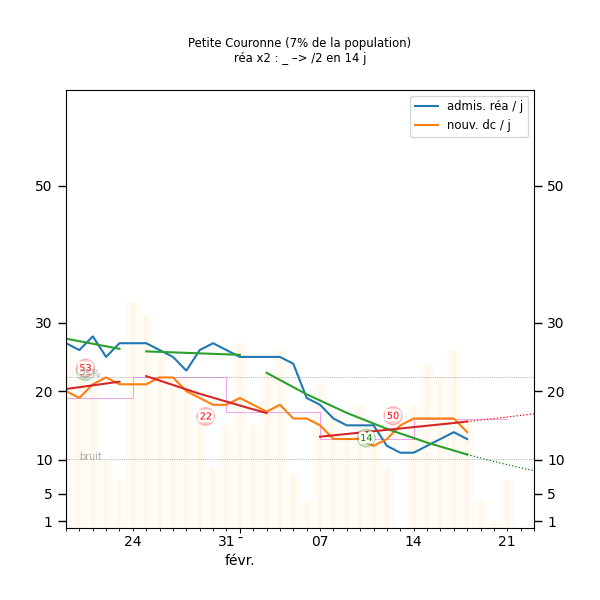 Petite Couronne (7% de la population)
réa x2 : _ –> /2 en 14 j
admis. réa / j
nouv. dc / j
50 50
30 30
53
22
50
14
20 20
bruit
10 10
5 5
1 1
24 31 - 07 14 21
févr.